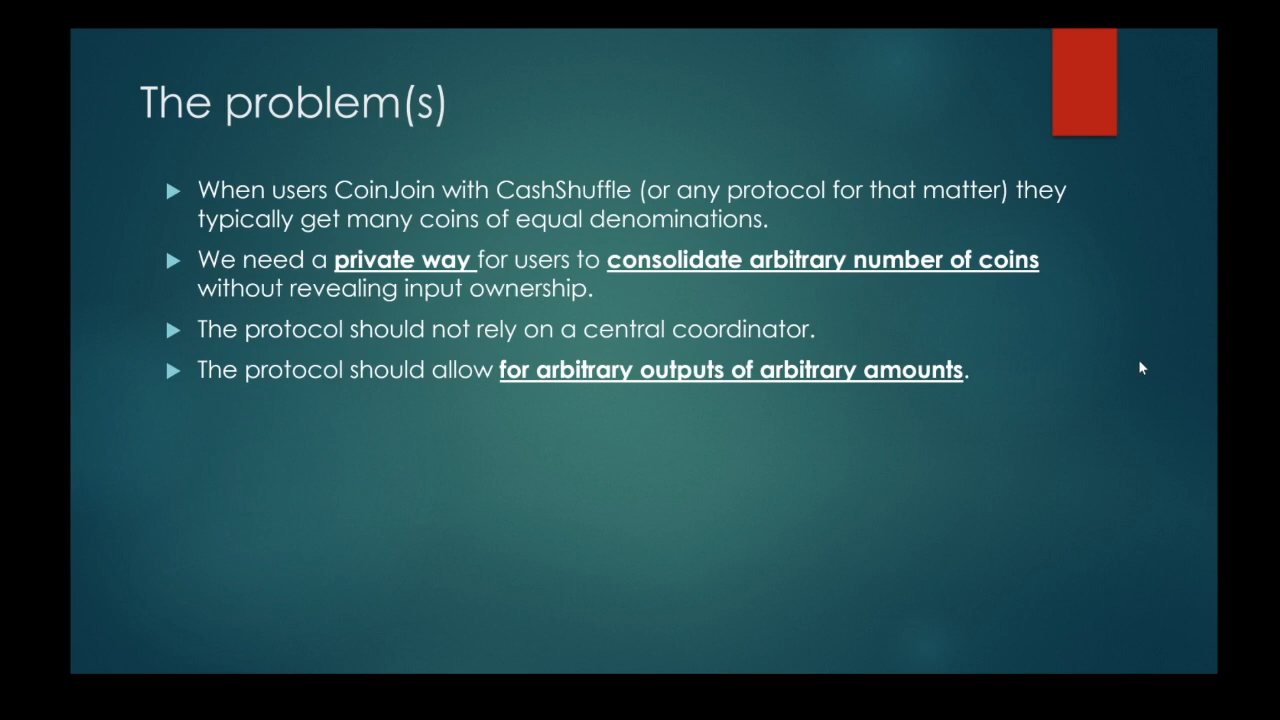 The problem(s)
When users CoinJoin with CashShuffle (or any protocol for that matter) they
typically get many coins of equal denominations.
We need a private way for users to consolidate arbitrary number of coins
without revealing input ownership.
The protocol should not rely on a central coordinator.
The protocol should allow for arbitrary outputs of arbitrary amounts.